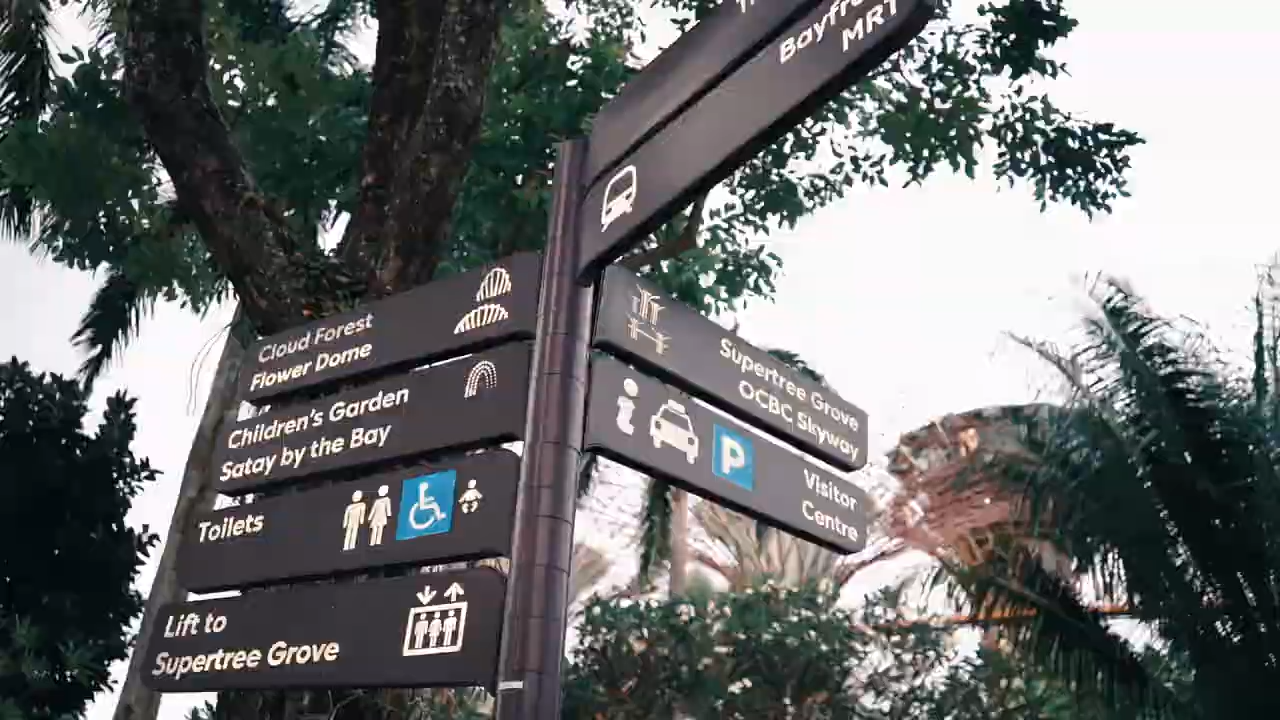 MRT
Cloud Forest
Flower Dome
Children's Garden
Satay by the Bay
Toilets
Lift to
Supertree Grove
Supertree Grove
OCBC Skyway
P
Visitor
Centre